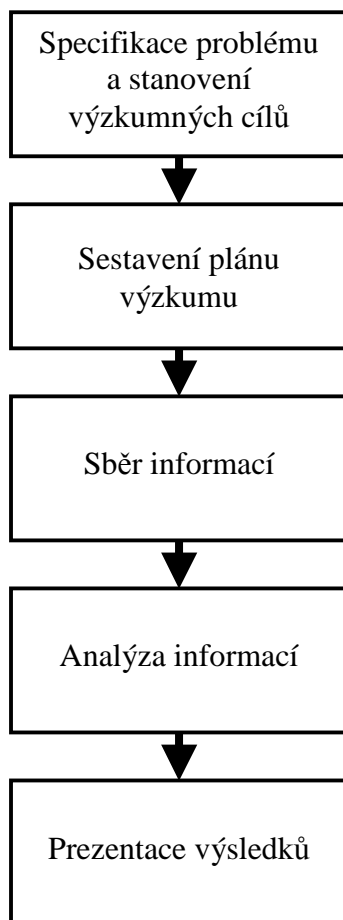 Specifikace problému
a stanovení
výzkumných cílů
Sestavení plánu
výzkumu
Sběr informací
Analýza informací
Prezentace výsledků